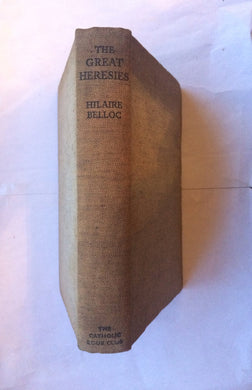 THE
GREAT
HERESIES
HILAIRE
BELLOC
THE
CATHOLIC
BOOK CLUB